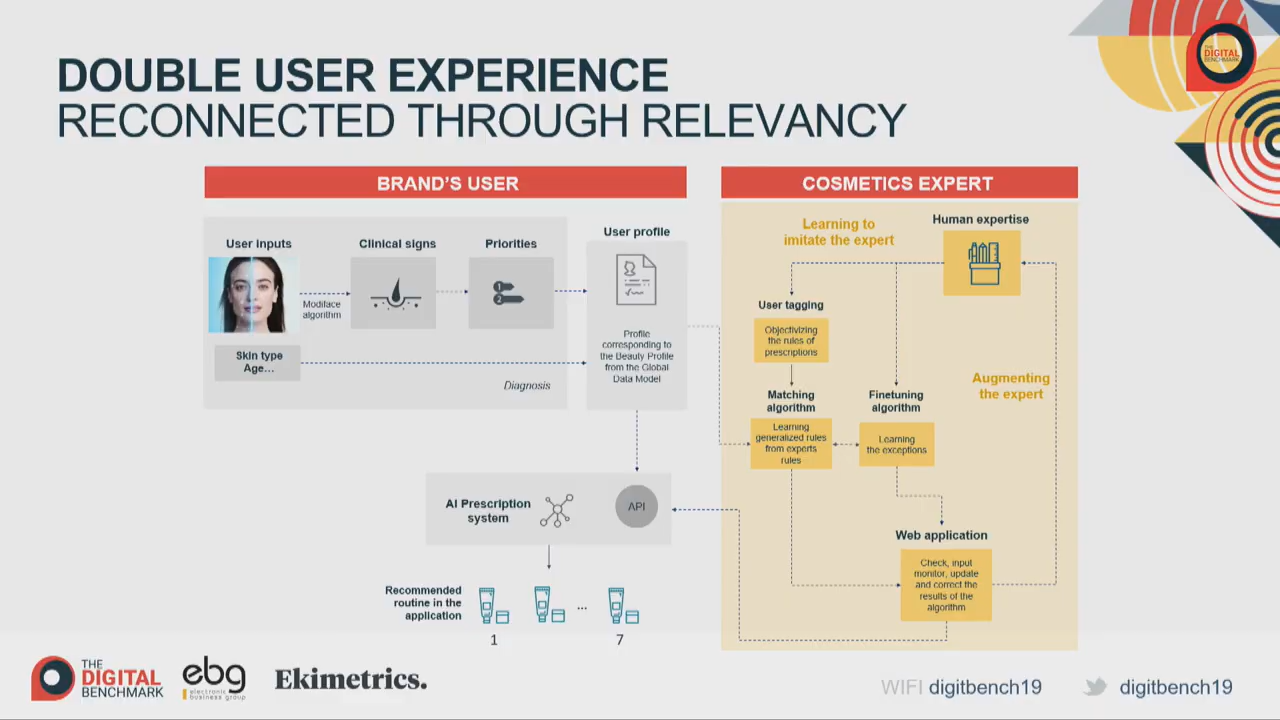 DOUBLE USER EXPERIENCE
RECONNECTED THROUGH RELEVANCY
THE
DIGITAL
BENCHMARK
BRAND'S USER
User inputs
Clinical signs
Priorities
User profile
Modiface
algorithm
1
2
Skin type
Age...
Diagnosis
Profile
corresponding to
the Beauty Profile
from the Global
Data Model
AI Prescription
system
API
Recommended
routine in the
application
...
1
7
COSMETICS EXPERT
Learning to
imitate the expert
Human expertise
User tagging
Objectivizing
the rules of
prescriptions
Augmenting
the expert
Matching
algorithm
Learning
generalized rules
from experts
rules
Finetuning
algorithm
Learning
the exceptions
Web application
Check, input
monitor, update
and correct the
results of the
algorithm
THE
DIGITAL
BENCHMARK
ebg
electronic
business group
Ekimetrics.
WIFI digitbench19
digitbench19